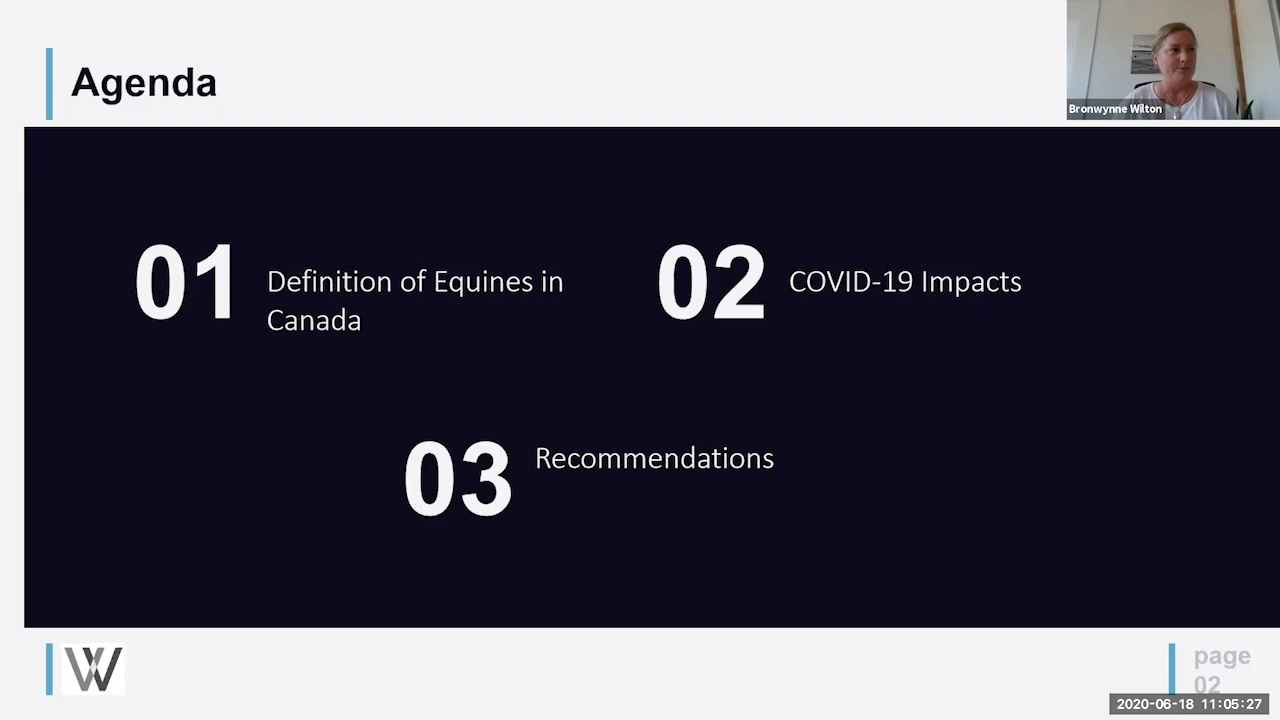 Agenda
Bronwynne Wilton
01
Definition of Equines in
Canada
02
COVID-19 Impacts
03
Recommendations
W
page
02
2020-06-18 11:05:27